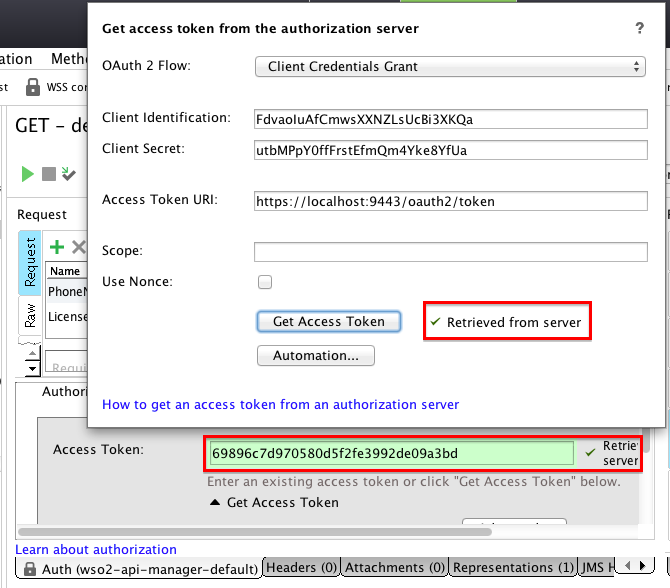 Get access token from the authorization server
?
OAuth 2 Flow:
Client Credentials Grant
Client Identification:
FdvaoIuAfCmwsXXNZLsUcBi3XKQa
Client Secret:
utbMPpY0ffFrstEfmQm4Yke8YfUa
Access Token URI:
https://localhost:9443/oauth2/token
Scope:
Use Nonce:
Get Access Token
Retrieved from server
Automation...
How to get an access token from an authorization server
ation Meth
st WSS co
GET - de
Request
Request
Raw
Name
PhoneN
License
Requi
Authori
Access Token:
69896c7d970580d5f2fe3992de09a3bd
Retrie
server
Enter an existing access token or click "Get Access Token" below.
Get Access Token
Learn about authorization
Auth (wso2-api-manager-default)
Headers (0)
Attachments (0)
Representations (1)
JMS H